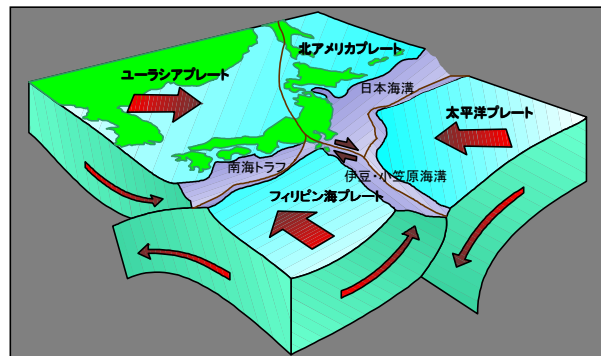 北アメリカプレート
ユーラシアプレート
日本海溝
太平洋プレート
南海トラフ
伊豆・小笠原海溝
フィリピン海プレート